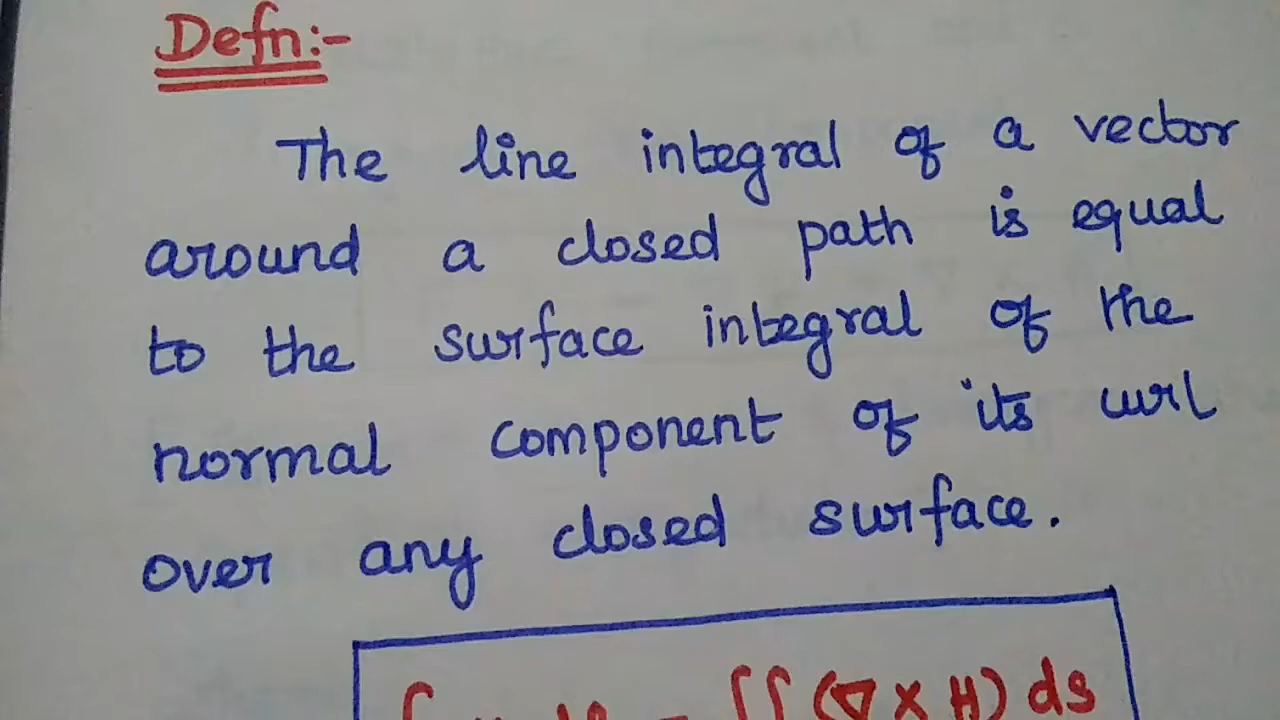 Defn:-
The line integral of a vector
around a closed path is equal
to the surface integral of the
normal component of its curl
over any closed surface.
∫∫ (∇ × H) ds